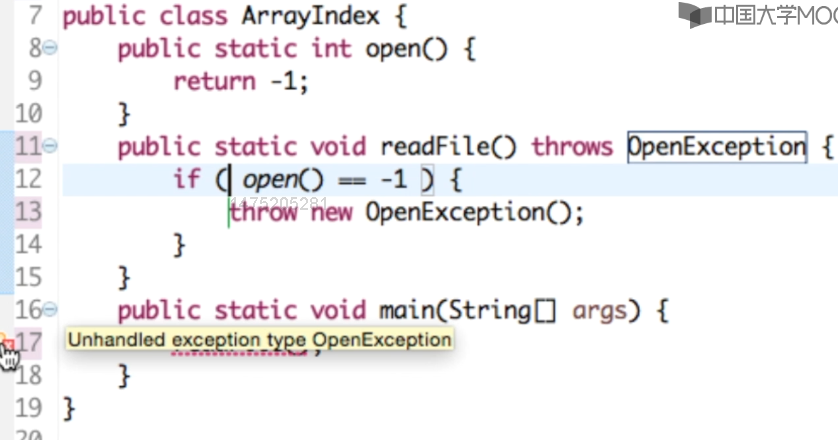 中国大学MOO
7 public class ArrayIndex {
8 public static int open() {
9 return -1;
10 }
11 public static void readFile() throws OpenException {
12 if ( open() == -1 ) {
1475205281
13 throw new OpenException();
14 }
15 }
16 public static void main(String[] args) {
17
Unhandled exception type OpenException
18 }
19 }
20